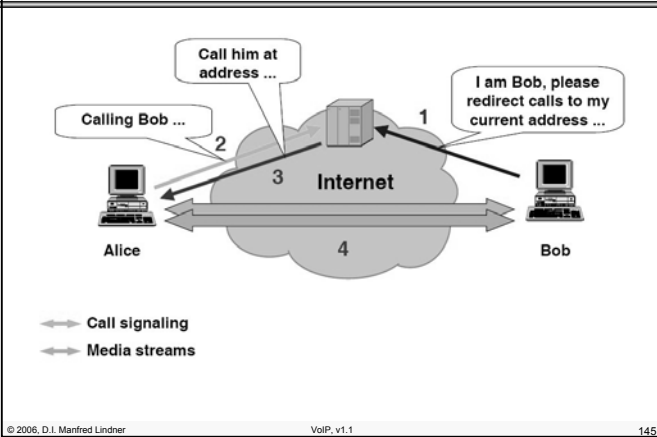 Call him at
address ...
I am Bob, please
redirect calls to my
current address ...
Calling Bob ...
1
2
3
Internet
4
Alice
Bob
Call signaling
Media streams
© 2006, D.I. Manfred Lindner
VoIP, v1.1
145